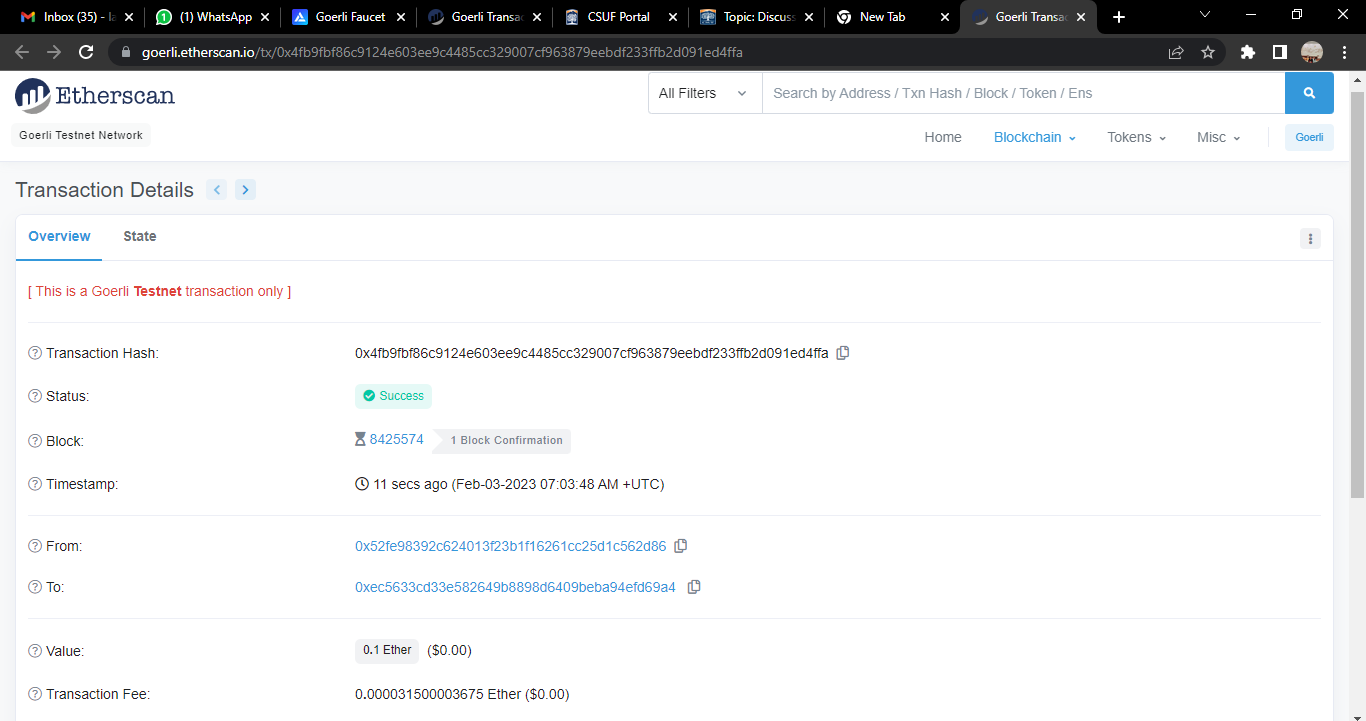 Inbox (35) - la
(1) WhatsApp
Goerli Faucet
Goerli Transac
CSUF Portal
Topic: Discuss
New Tab
Goerli Transac
goerli.etherscan.io/tx/0x4fb9fbf86c9124e603ee9c4485cc329007cf963879eebdf233ffb2d091ed4ffa
Etherscan
All Filters
Search by Address / Txn Hash / Block / Token / Ens
Goerli Testnet Network
Home Blockchain Tokens Misc Goerli
Transaction Details
Overview State
[ This is a Goerli Testnet transaction only ]
Transaction Hash: 0x4fb9fbf86c9124e603ee9c4485cc329007cf963879eebdf233ffb2d091ed4ffa
Status: Success
Block: 8425574 1 Block Confirmation
Timestamp: 11 secs ago (Feb-03-2023 07:03:48 AM +UTC)
From: 0x52fe98392c624013f23b1f16261cc25d1c562d86
To: 0xec5633cd33e582649b8898d6409beba94efd69a4
Value: 0.1 Ether ($0.00)
Transaction Fee: 0.000031500003675 Ether ($0.00)